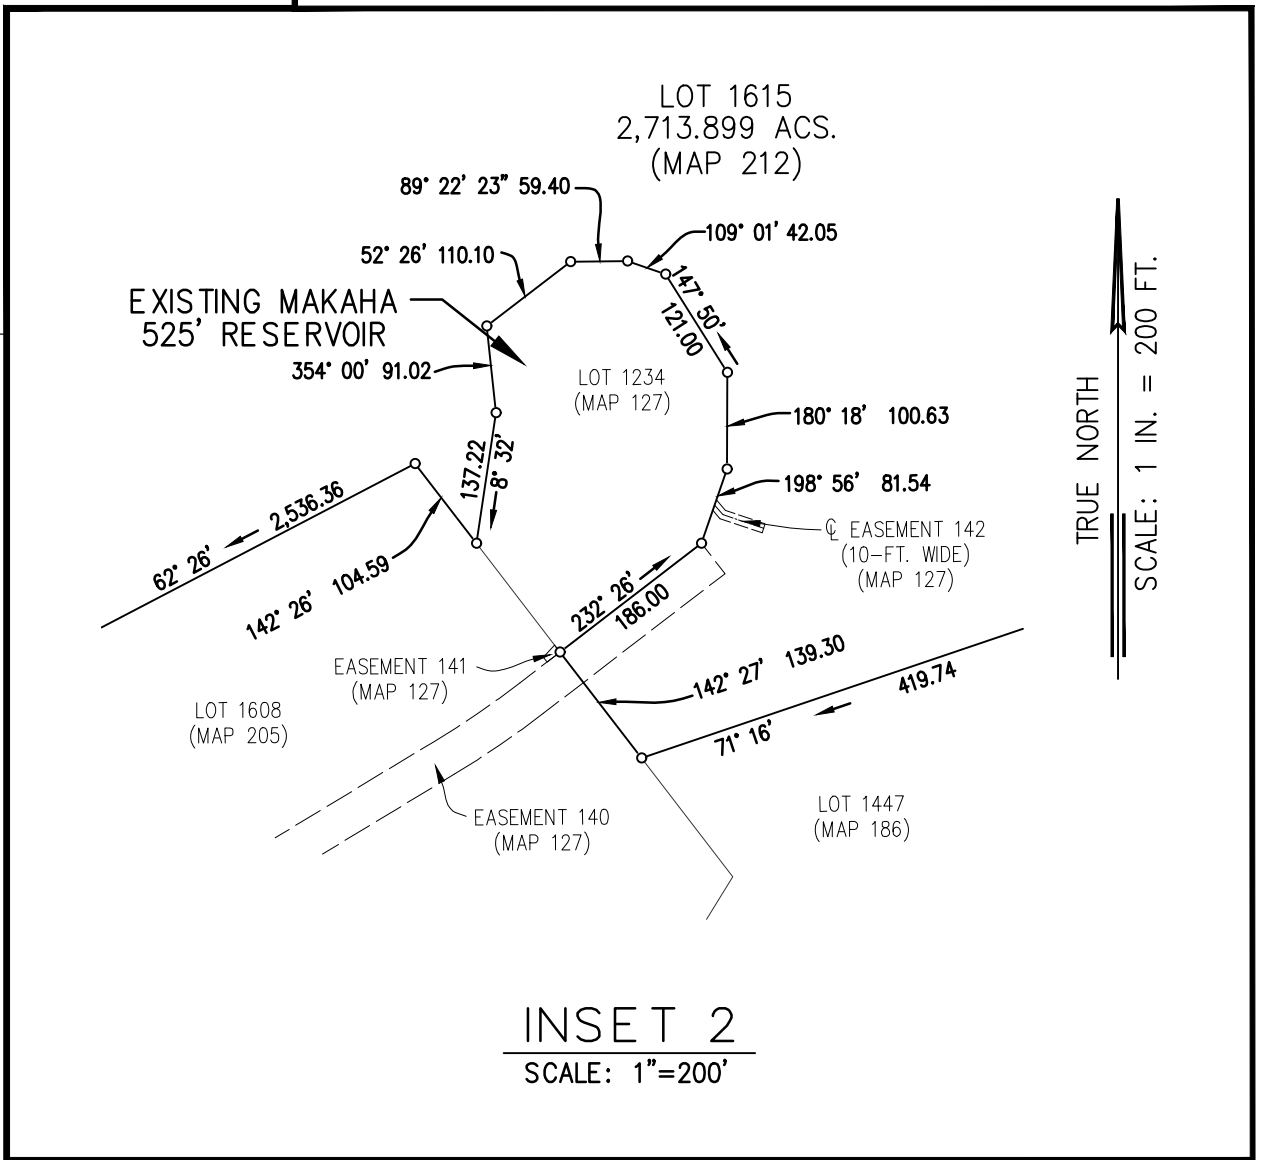 LOT 1615
2,713.899 ACS.
(MAP 212)
89° 22' 23" 59.40
109° 01' 42.05
52° 26' 110.10
147° 50'
121.00
EXISTING MAKAHA
525' RESERVOIR
354° 00' 91.02
LOT 1234
(MAP 127)
180° 18' 100.63
137.22
8° 32'
198° 56' 81.54
℄ EASEMENT 142
(10-FT. WIDE)
(MAP 127)
2,536.36
62° 26'
142° 26' 104.59
232° 26'
186.00
EASEMENT 141
(MAP 127)
142° 27' 139.30
419.74
71° 16'
LOT 1608
(MAP 205)
EASEMENT 140
(MAP 127)
LOT 1447
(MAP 186)
TRUE NORTH
SCALE: 1 IN. = 200 FT.
INSET 2
SCALE: 1"=200'